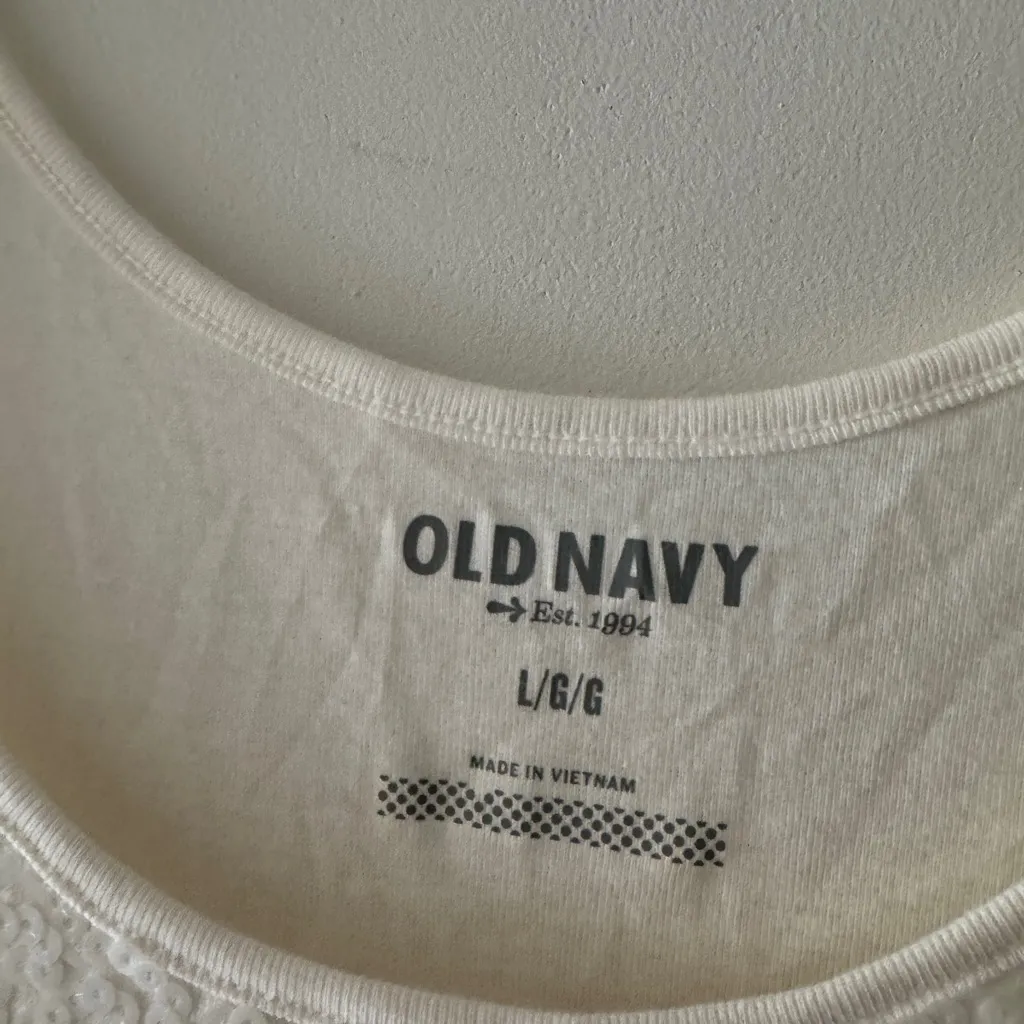 OLD NAVY
Est. 1994
L/G/G
MADE IN VIETNAM